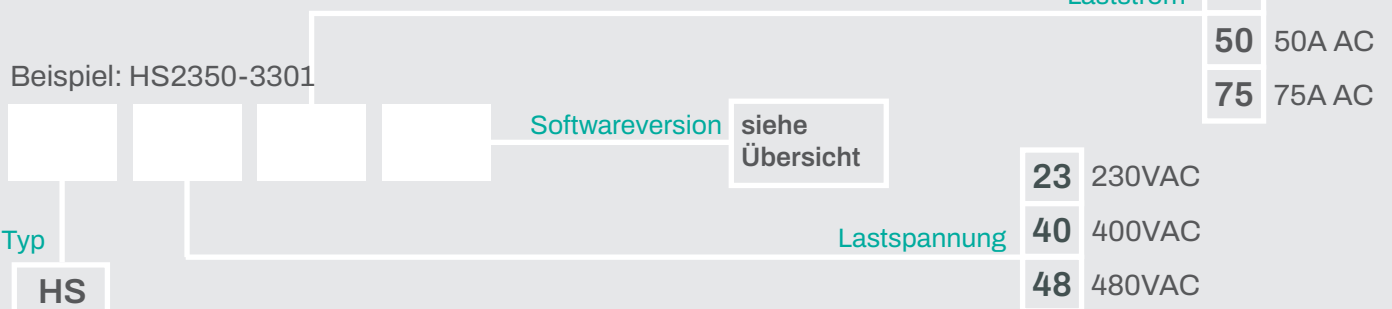 Laststrom
50 50A AC
Beispiel: HS2350-3301
75 75A AC
Softwareversion siehe
Übersicht
23 230VAC
Typ
Lastspannung 40 400VAC
HS
48 480VAC